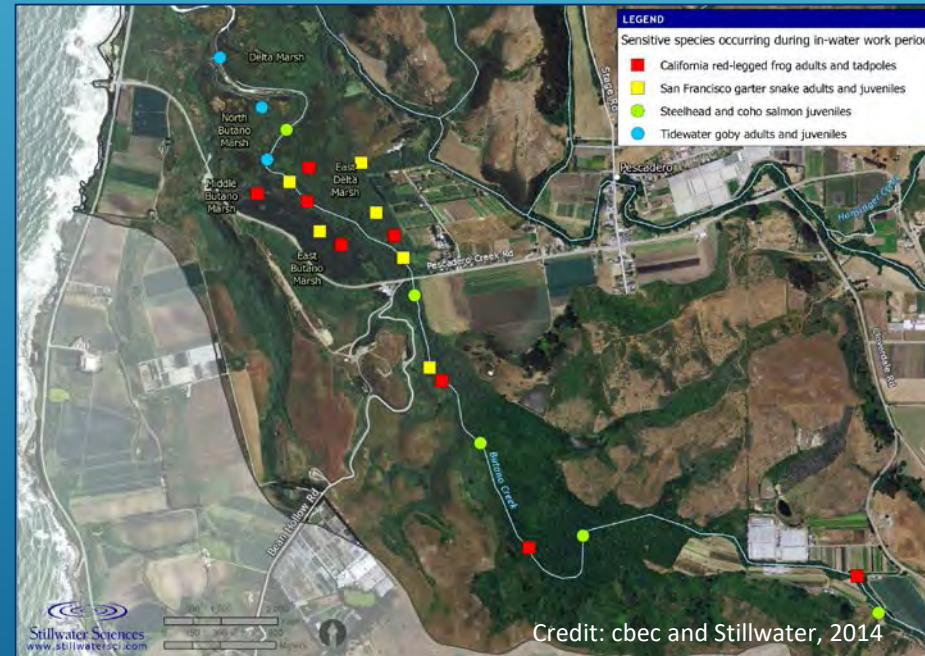 LEGEND
Sensitive species occurring during in-water work period
California red-legged frog adults and tadpoles
San Francisco garter snake adults and juveniles
Steelhead and coho salmon juveniles
Tidewater goby adults and juveniles
Delta Marsh
Stage Rd
North
Butano
Marsh
East
Delta
Marsh
Pescadero
Middle
Butano
Marsh
Honsinger Creek
East
Butano
Marsh
Pescadero Creek Rd
Cloverdale Rd
Butano Creek
Bean Hollow Rd
Stillwater Sciences
www.stillwatersci.com
Meters
Credit: cbec and Stillwater, 2014